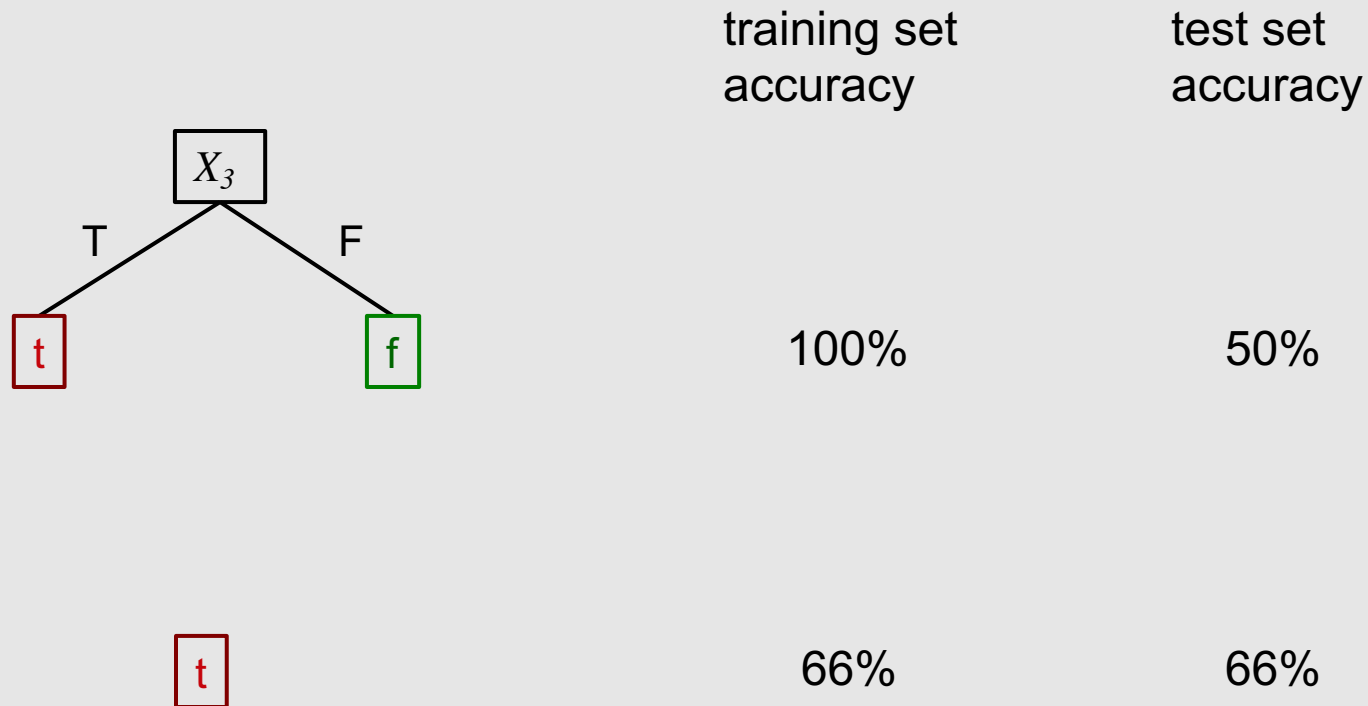 training set
accuracy
test set
accuracy
X₃
T
F
t
f
100%
50%
t
66%
66%